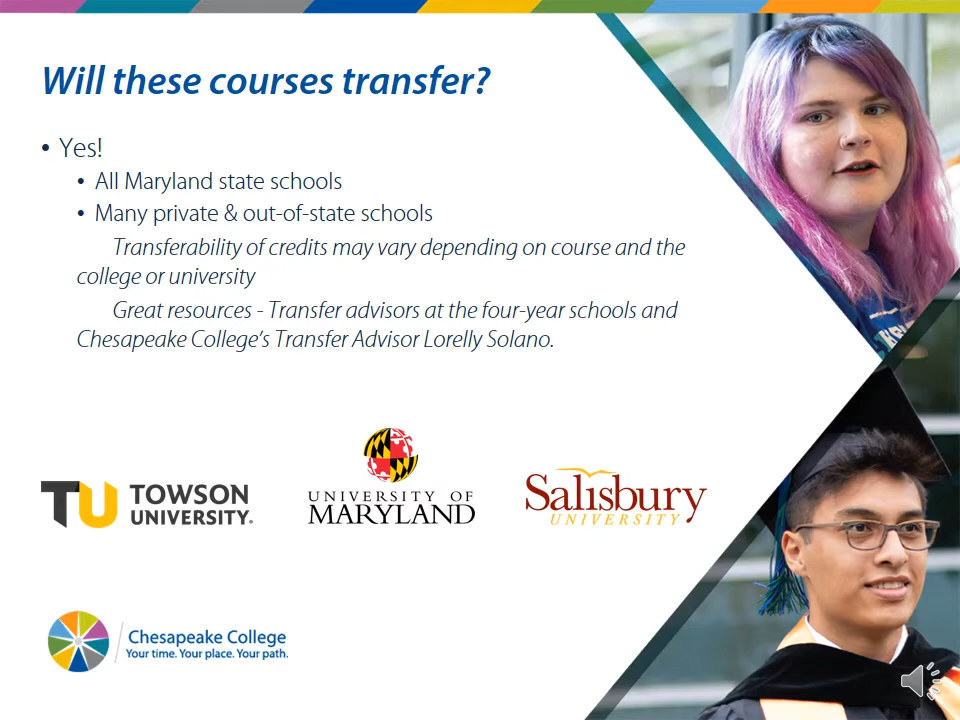 Will these courses transfer?
• Yes!
• All Maryland state schools
• Many private & out-of-state schools
Transferability of credits may vary depending on course and the
college or university
Great resources - Transfer advisors at the four-year schools and
Chesapeake College’s Transfer Advisor Lorelly Solano.
TU TOWSON
UNIVERSITY.
UNIVERSITY OF
MARYLAND
Salisbury
UNIVERSITY
Chesapeake College
Your time. Your place. Your path.